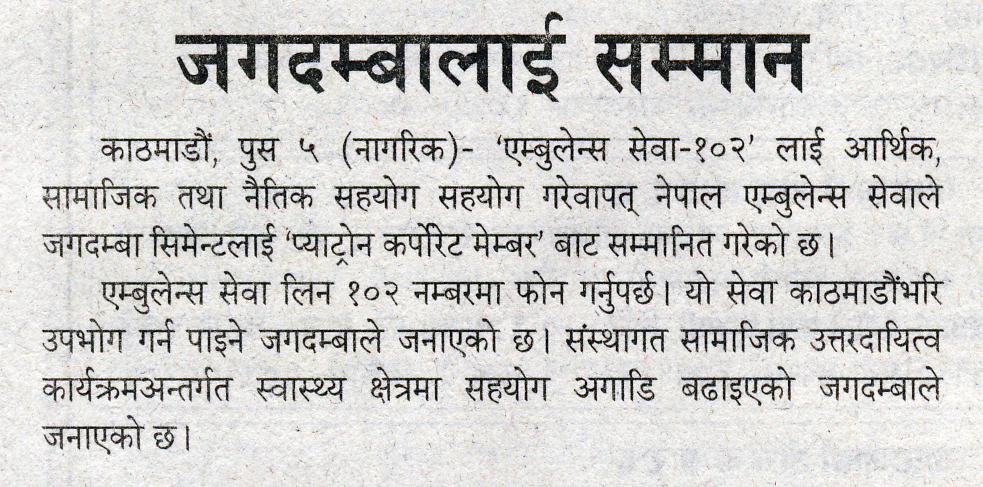 जगदम्बालाई सम्मान
काठमाडौं, पुस ५ (नागरिक)- ‘एम्बुलेन्स सेवा-१०२’ लाई आर्थिक,
सामाजिक तथा नैतिक सहयोग सहयोग गरेवापत् नेपाल एम्बुलेन्स सेवाले
जगदम्बा सिमेन्टलाई ‘प्याट्रोन कर्पोरेट मेम्बर’ बाट सम्मानित गरेको छ।
एम्बुलेन्स सेवा लिन १०२ नम्बरमा फोन गर्नुपर्छ। यो सेवा काठमाडौंभरि
उपभोग गर्न पाइने जगदम्बाले जनाएको छ। संस्थागत सामाजिक उत्तरदायित्व
कार्यक्रमअन्तर्गत स्वास्थ्य क्षेत्रमा सहयोग अगाडि बढाइएको जगदम्बाले
जनाएको छ।